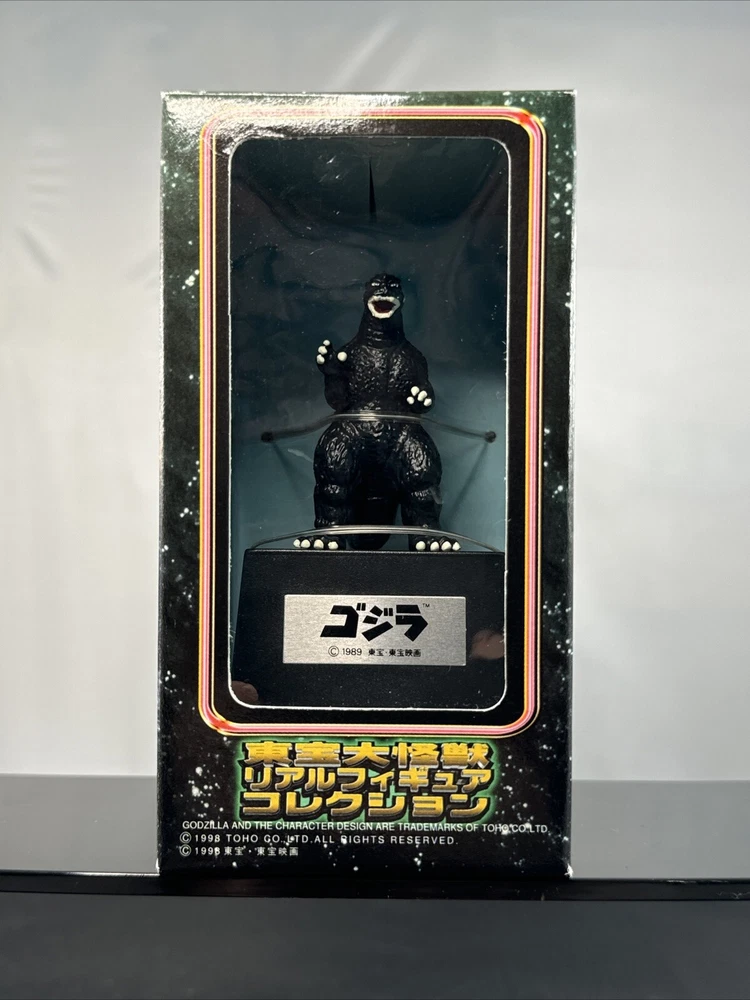 ゴジラ™
© 1989 東宝・東宝映画
東宝大怪獣
リアルフィギュア
コレクション
GODZILLA AND THE CHARACTER DESIGN ARE TRADEMARKS OF TOHO CO., LTD.
© 1998 TOHO CO., LTD. ALL RIGHTS RESERVED.
© 1998 東宝・東宝映画